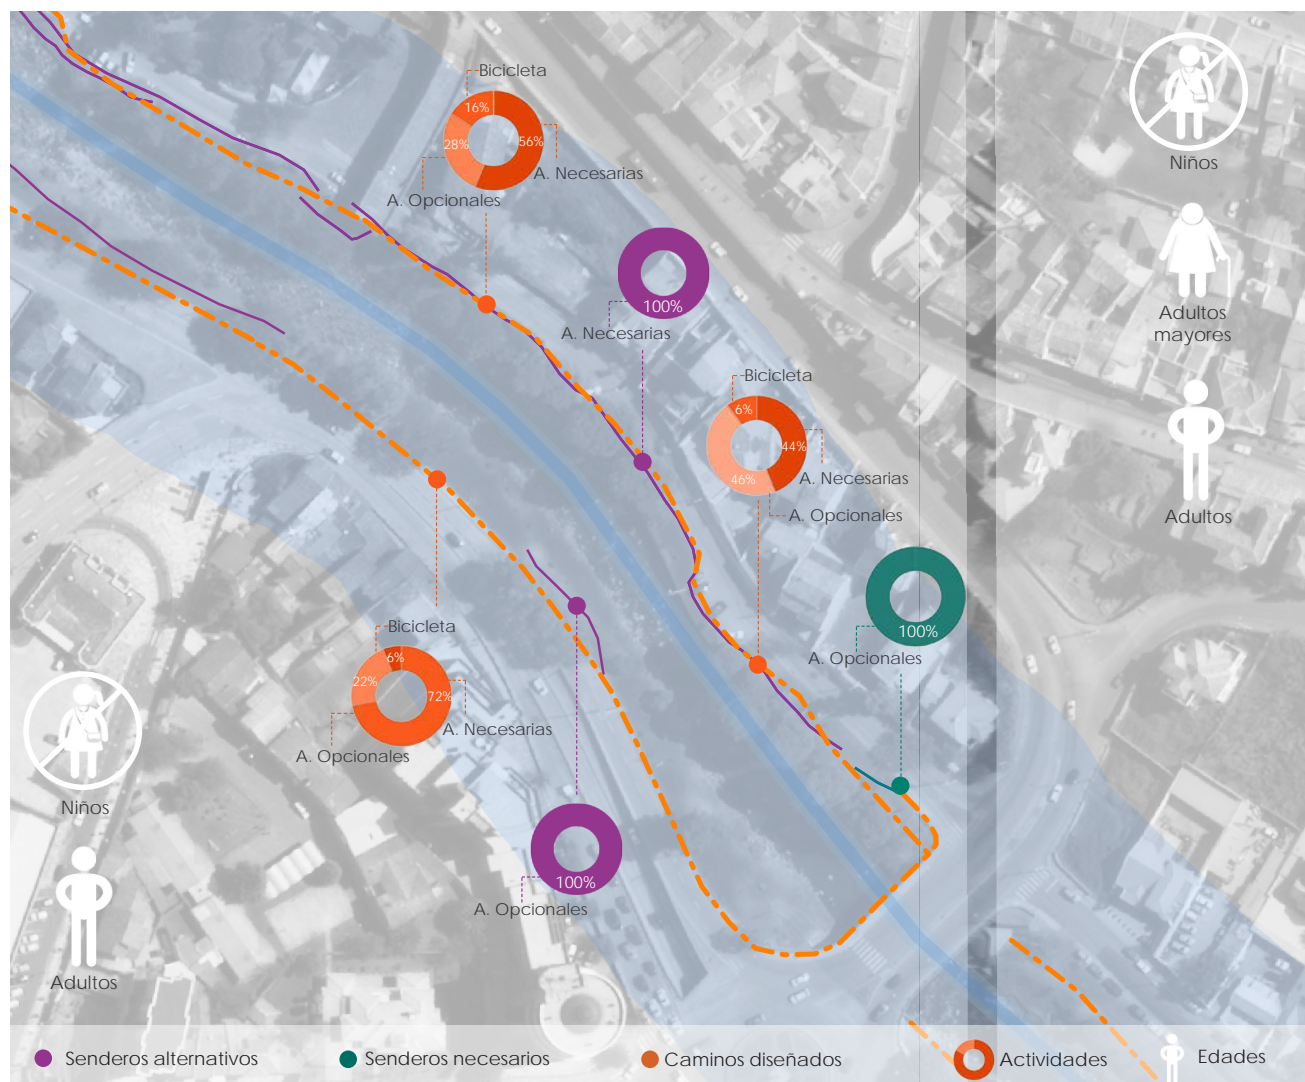 Bicicleta
16%
56%
28%
A. Necesarias
A. Opcionales
Niños
100%
A. Necesarias
Adultos
mayores
Bicicleta
6%
44%
46%
A. Necesarias
A. Opcionales
Adultos
100%
A. Opcionales
Bicicleta
6%
22%
72%
A. Necesarias
A. Opcionales
Niños
100%
A. Opcionales
Adultos
Senderos alternativos
Senderos necesarios
Caminos diseñados
Actividades
Edades